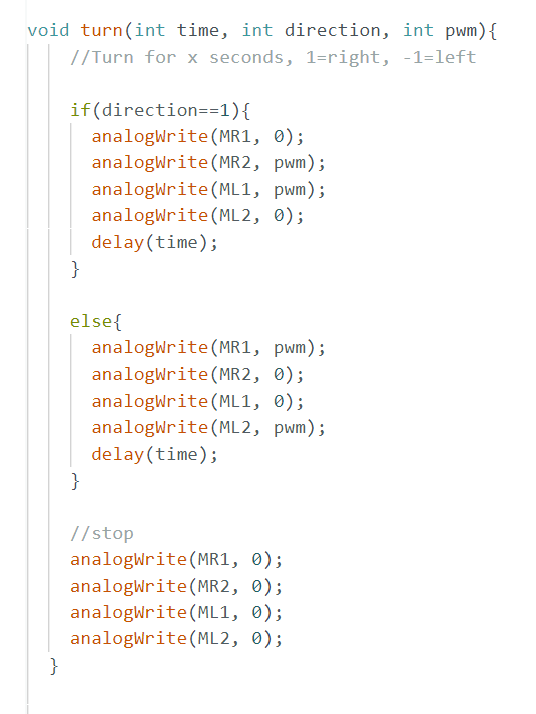 void turn(int time, int direction, int pwm){
//Turn for x seconds, 1=right, -1=left
if(direction==1){
analogWrite(MR1, 0);
analogWrite(MR2, pwm);
analogWrite(ML1, pwm);
analogWrite(ML2, 0);
delay(time);
}
else{
analogWrite(MR1, pwm);
analogWrite(MR2, 0);
analogWrite(ML1, 0);
analogWrite(ML2, pwm);
delay(time);
}
//stop
analogWrite(MR1, 0);
analogWrite(MR2, 0);
analogWrite(ML1, 0);
analogWrite(ML2, 0);
}